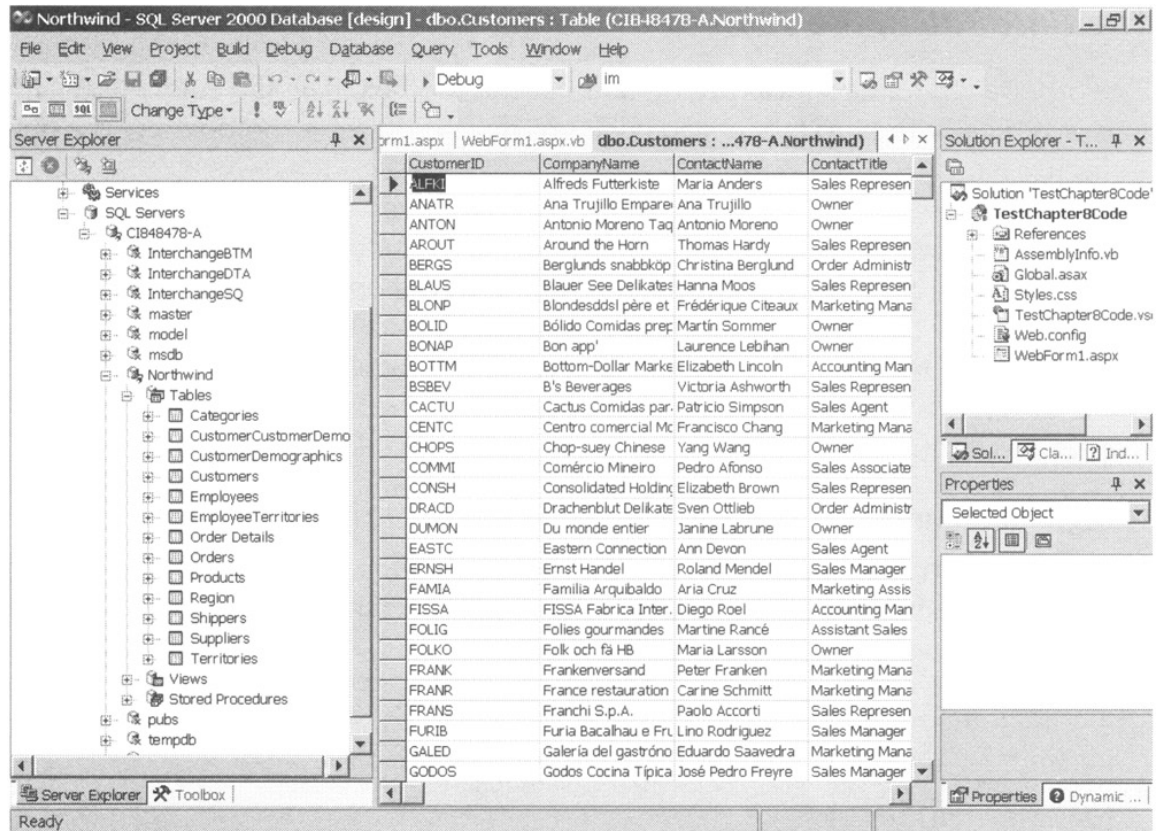 Northwind - SQL Server 2000 Database [design] - dbo.Customers : Table (CI848478-A.Northwind)
File Edit View Project Build Debug Database Query Tools Window Help
Debug im
SQL Change Type
Server Explorer
Services
SQL Servers
CI848478-A
InterchangeBTM
InterchangeDTA
InterchangeSQ
master
model
msdb
Northwind
Tables
Categories
CustomerCustomerDemo
CustomerDemographics
Customers
Employees
EmployeeTerritories
Order Details
Orders
Products
Region
Shippers
Suppliers
Territories
Views
Stored Procedures
pubs
tempdb
Server Explorer Toolbox
orm1.aspx WebForm1.aspx.vb dbo.Customers : ...478-A.Northwind)
CustomerID CompanyName ContactName ContactTitle
ALFKI Alfreds Futterkiste Maria Anders Sales Represen
ANATR Ana Trujillo Empare Ana Trujillo Owner
ANTON Antonio Moreno Taq Antonio Moreno Owner
AROUT Around the Horn Thomas Hardy Sales Represen
BERGS Berglunds snabbköp Christina Berglund Order Administr
BLAUS Blauer See Delikates Hanna Moos Sales Represen
BLONP Blondesddsl père et Frédérique Citeaux Marketing Mana
BOLID Bólido Comidas prep Martín Sommer Owner
BONAP Bon app' Laurence Lebihan Owner
BOTTM Bottom-Dollar Marke Elizabeth Lincoln Accounting Man
BSBEV B's Beverages Victoria Ashworth Sales Represen
CACTU Cactus Comidas par. Patricio Simpson Sales Agent
CENTC Centro comercial Mc Francisco Chang Marketing Mana
CHOPS Chop-suey Chinese Yang Wang Owner
COMMI Comércio Mineiro Pedro Afonso Sales Associate
CONSH Consolidated Holding Elizabeth Brown Sales Represen
DRACD Drachenblut Delikate Sven Ottlieb Order Administr
DUMON Du monde entier Janine Labrune Owner
EASTC Eastern Connection Ann Devon Sales Agent
ERNSH Ernst Handel Roland Mendel Sales Manager
FAMIA Familia Arquibaldo Aria Cruz Marketing Assis
FISSA FISSA Fabrica Inter. Diego Roel Accounting Man
FOLIG Folies gourmandes Martine Rancé Assistant Sales
FOLKO Folk och fä HB Maria Larsson Owner
FRANK Frankenversand Peter Franken Marketing Mana
FRANR France restauration Carine Schmitt Marketing Mana
FRANS Franchi S.p.A. Paolo Accorti Sales Represen
FURIB Furia Bacalhau e Fru Lino Rodriguez Sales Manager
GALED Galería del gastróno Eduardo Saavedra Marketing Mana
GODOS Godos Cocina Típica José Pedro Freyre Sales Manager
Solution Explorer - T...
Solution 'TestChapter8Code'
TestChapter8Code
References
AssemblyInfo.vb
Global.asax
Styles.css
TestChapter8Code.vs
Web.config
WebForm1.aspx
Sol... Cla... Ind...
Properties
Selected Object
Properties Dynamic ...
Ready